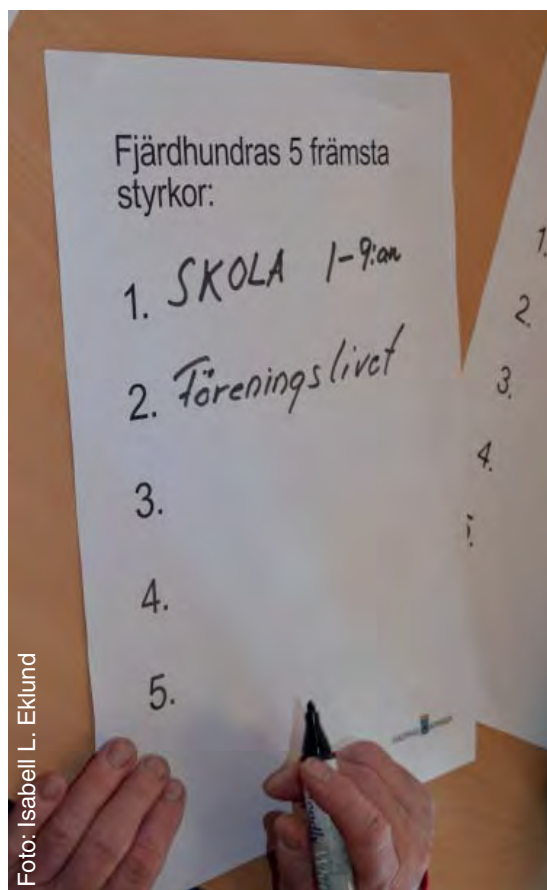 Fjärdhundras 5 främsta
styrkor:
1. SKOLA 1-9:an
2. Föreningslivet
3.
4.
5.
1.
2.
3.
4.
Foto: Isabell L. Eklund